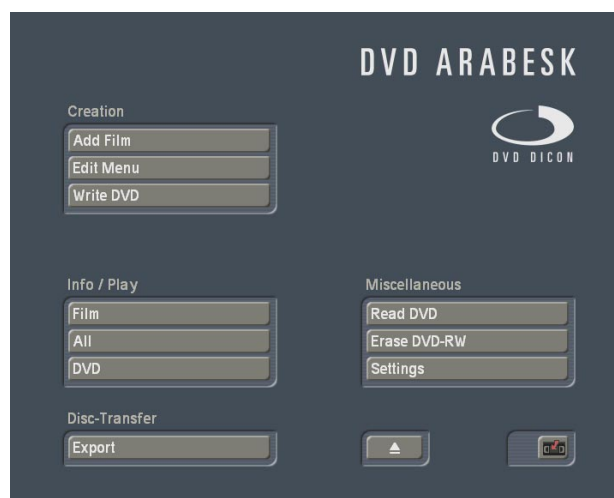 DVD ARABESK
DVD DICON
Creation
Add Film
Edit Menu
Write DVD
Info / Play
Film
All
DVD
Miscellaneous
Read DVD
Erase DVD-RW
Settings
Disc-Transfer
Export